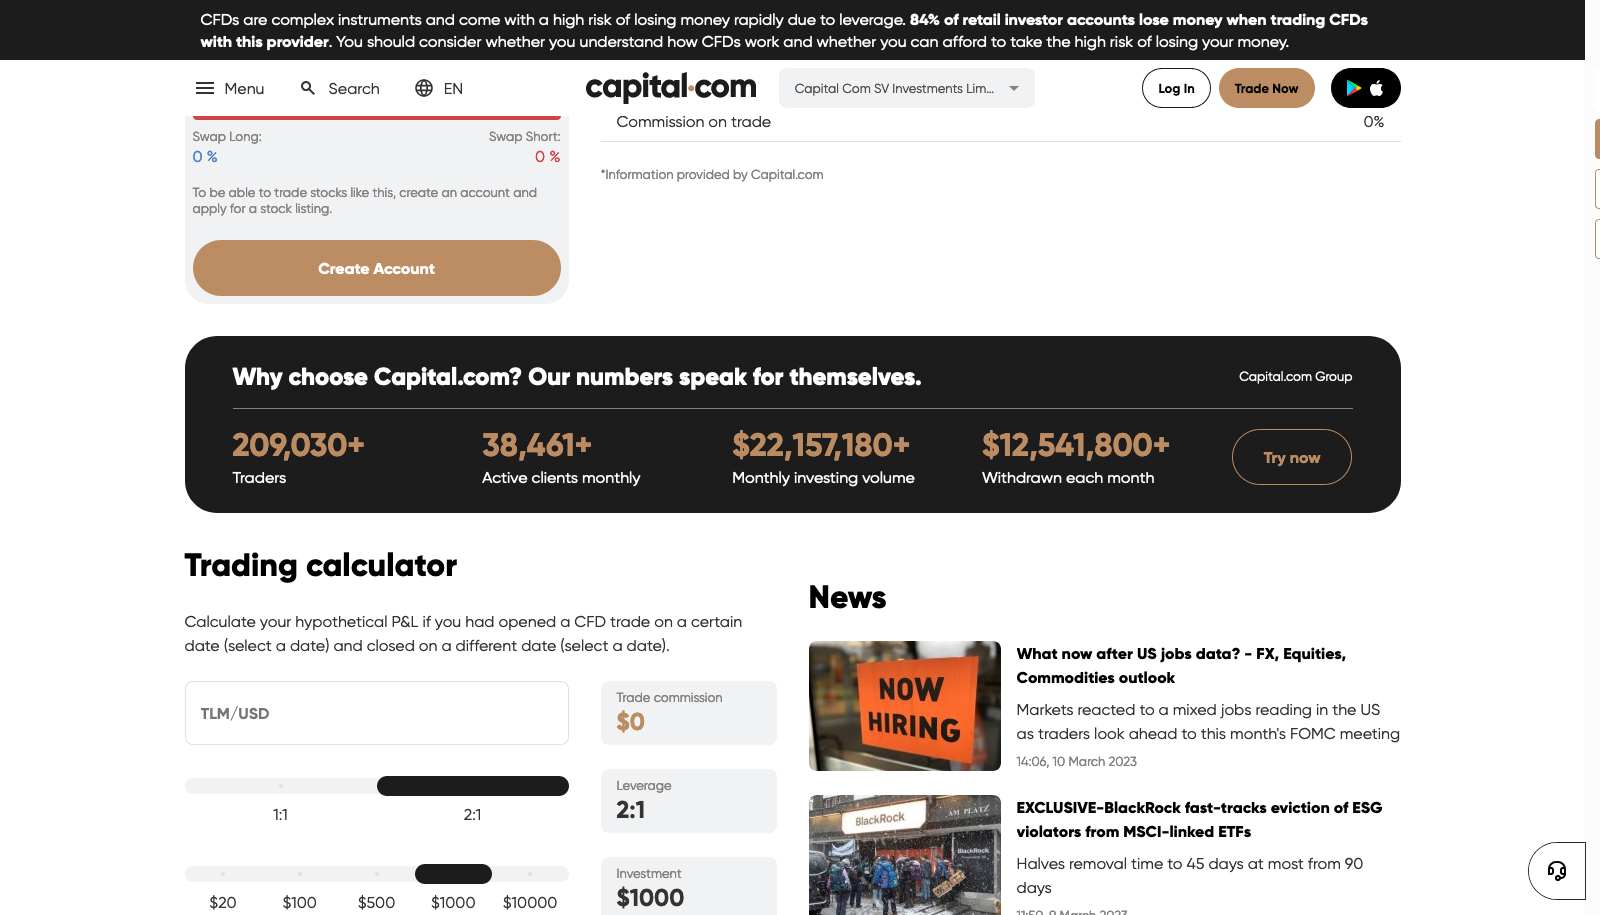 CFDs are complex instruments and come with a high risk of losing money rapidly due to leverage. 84% of retail investor accounts lose money when trading CFDs
with this provider. You should consider whether you understand how CFDs work and whether you can afford to take the high risk of losing your money.
Menu
Search
EN
capital.com
Capital Com SV Investments Lim...
Log In
Trade Now
Commission on trade
0%
Swap Long:
Swap Short:
0 %
0 %
To be able to trade stocks like this, create an account and
apply for a stock listing.
Create Account
*Information provided by Capital.com
Why choose Capital.com? Our numbers speak for themselves.
Capital.com Group
209,030+
Traders
38,461+
Active clients monthly
$22,157,180+
Monthly investing volume
$12,541,800+
Withdrawn each month
Try now
Trading calculator
Calculate your hypothetical P&L if you had opened a CFD trade on a certain
date (select a date) and closed on a different date (select a date).
TLM/USD
Trade commission
$0
1:1
2:1
Leverage
2:1
$20
$100
$500
$1000
$10000
Investment
$1000
News
NOW
HIRING
What now after US jobs data? - FX, Equities,
Commodities outlook
Markets reacted to a mixed jobs reading in the US
as traders look ahead to this month's FOMC meeting
14:06, 10 March 2023
BlackRock
AM PLATZ
BlackRock
EXCLUSIVE-BlackRock fast-tracks eviction of ESG
violators from MSCI-linked ETFs
Halves removal time to 45 days at most from 90
days
11:50, 9 March 2023